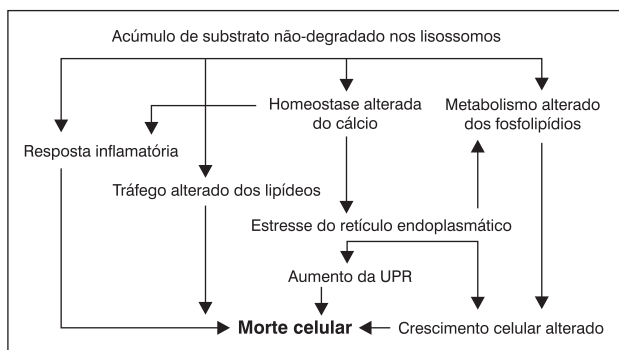 Acúmulo de substrato não-degradado nos lisossomos
Homeostase alterada
do cálcio
Metabolismo alterado
dos fosfolipídios
Resposta inflamatória
Tráfego alterado dos lipídeos
Estresse do retículo endoplasmático
Aumento da UPR
Morte celular
Crescimento celular alterado